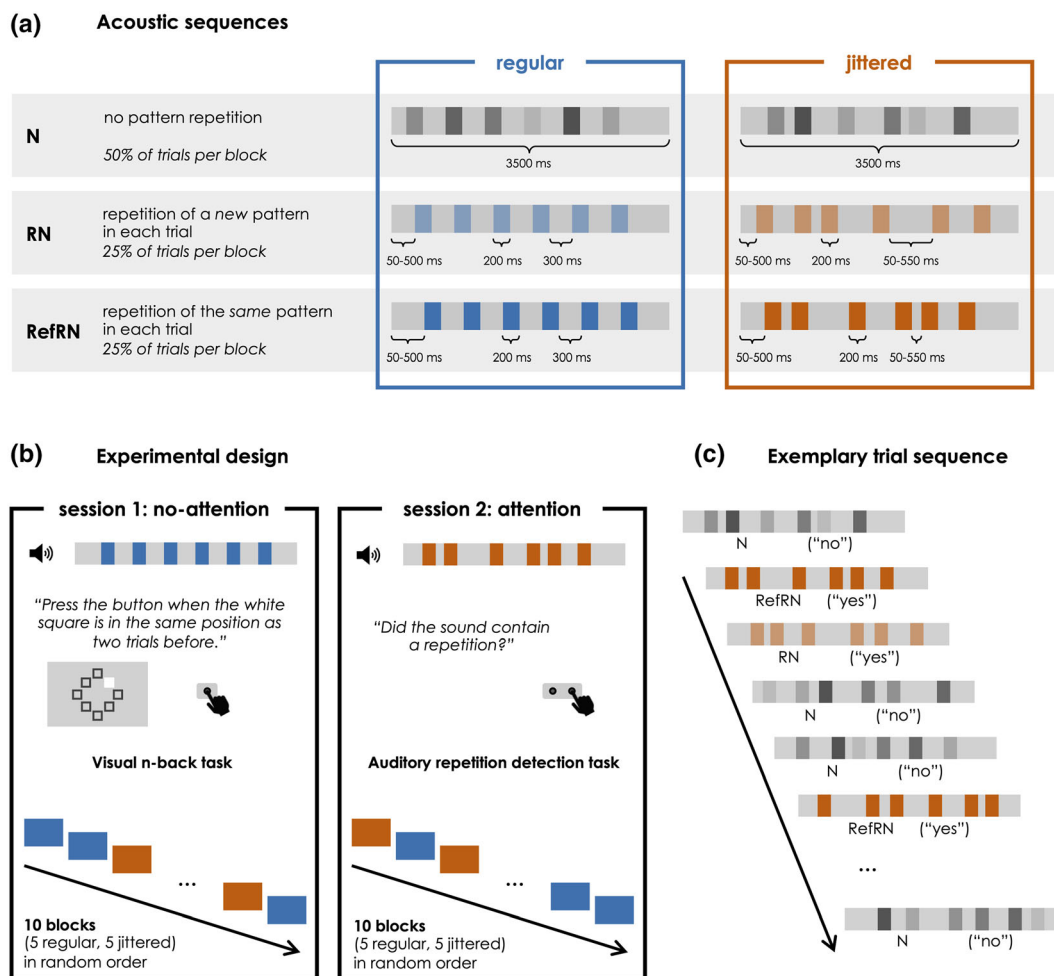 (a) Acoustic sequences
regular
jittered
N
no pattern repetition
50% of trials per block
3500 ms
3500 ms
RN
repetition of a new pattern
in each trial
25% of trials per block
50-500 ms
200 ms
300 ms
50-500 ms
200 ms
50-550 ms
RefRN
repetition of the same pattern
in each trial
25% of trials per block
50-500 ms
200 ms
300 ms
50-500 ms
200 ms
50-550 ms
(b) Experimental design
session 1: no-attention
“Press the button when the white
square is in the same position as
two trials before.”
Visual n-back task
...
10 blocks
(5 regular, 5 jittered)
in random order
session 2: attention
“Did the sound contain
a repetition?”
Auditory repetition detection task
...
10 blocks
(5 regular, 5 jittered)
in random order
(c) Exemplary trial sequence
N (“no”)
RefRN (“yes”)
RN (“yes”)
N (“no”)
N (“no”)
RefRN (“yes”)
...
N (“no”)